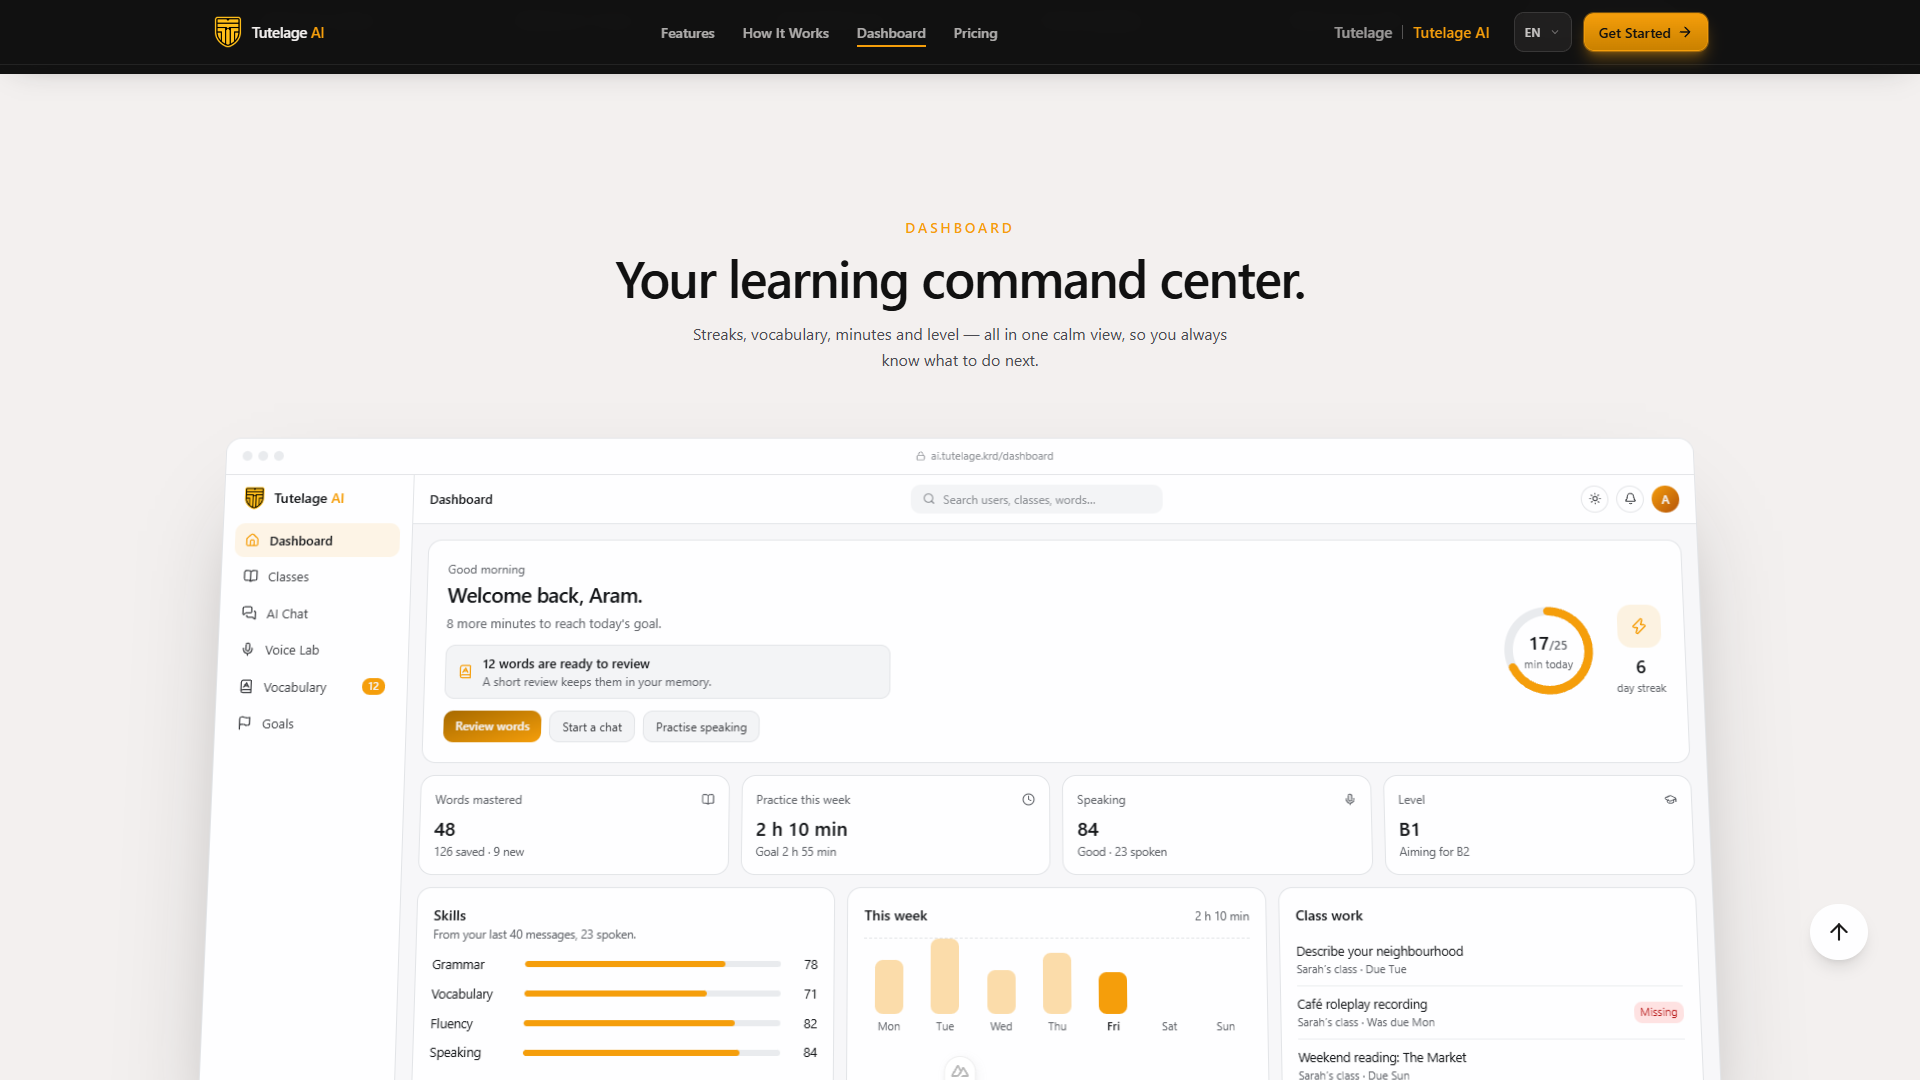 Tutelage AI
Features
How It Works
Dashboard
Pricing
Tutelage
Tutelage AI
EN
Get Started
DASHBOARD
Your learning command center.
Streaks, vocabulary, minutes and level — all in one calm view, so you always
know what to do next.
ai.tutelage.krd/dashboard
Tutelage AI
Dashboard
Search users, classes, words...
A
Dashboard
Classes
AI Chat
Voice Lab
Vocabulary
12
Goals
Good morning
Welcome back, Aram.
8 more minutes to reach today's goal.
12 words are ready to review
A short review keeps them in your memory.
Review words
Start a chat
Practise speaking
17/25
min today
6
day streak
Words mastered
48
126 saved · 9 new
Practice this week
2 h 10 min
Goal 2 h 55 min
Speaking
84
Good · 23 spoken
Level
B1
Aiming for B2
Skills
From your last 40 messages, 23 spoken.
Grammar 78
Vocabulary 71
Fluency 82
Speaking 84
This week
2 h 10 min
Mon Tue Wed Thu Fri Sat Sun
Class work
Describe your neighbourhood
Sarah's class · Due Tue
Café roleplay recording
Sarah's class · Was due Mon
Missing
Weekend reading: The Market
Sarah's class · Due Sun